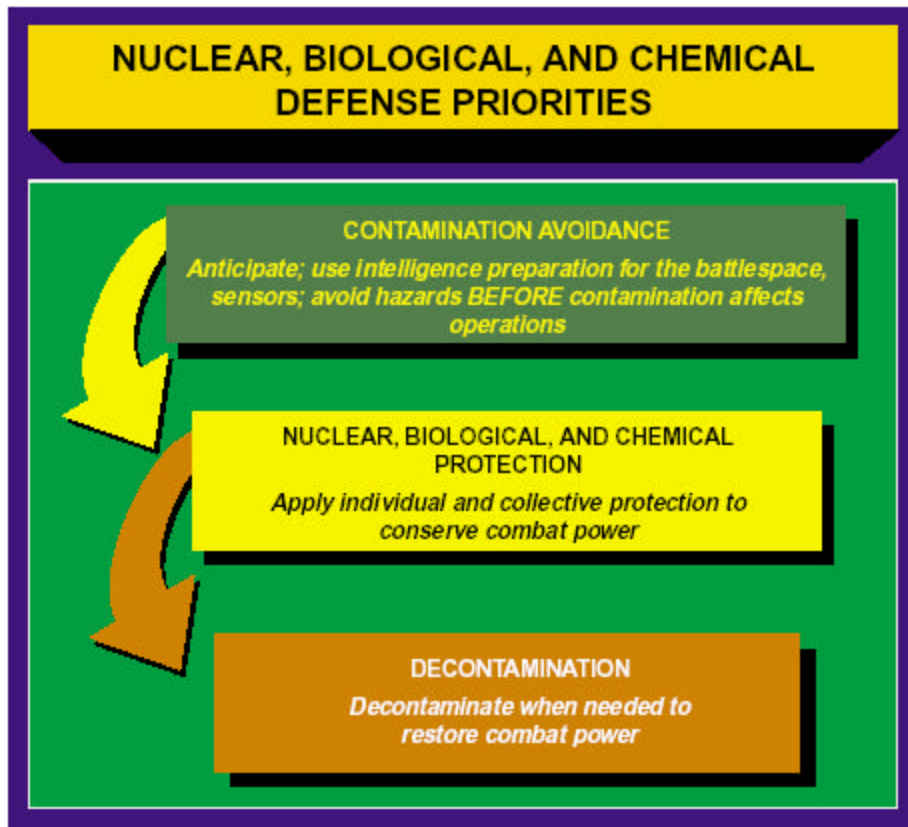 NUCLEAR, BIOLOGICAL, AND CHEMICAL
DEFENSE PRIORITIES
CONTAMINATION AVOIDANCE
Anticipate; use intelligence preparation for the battlespace,
sensors; avoid hazards BEFORE contamination affects
operations
NUCLEAR, BIOLOGICAL, AND CHEMICAL
PROTECTION
Apply individual and collective protection to
conserve combat power
DECONTAMINATION
Decontaminate when needed to
restore combat power